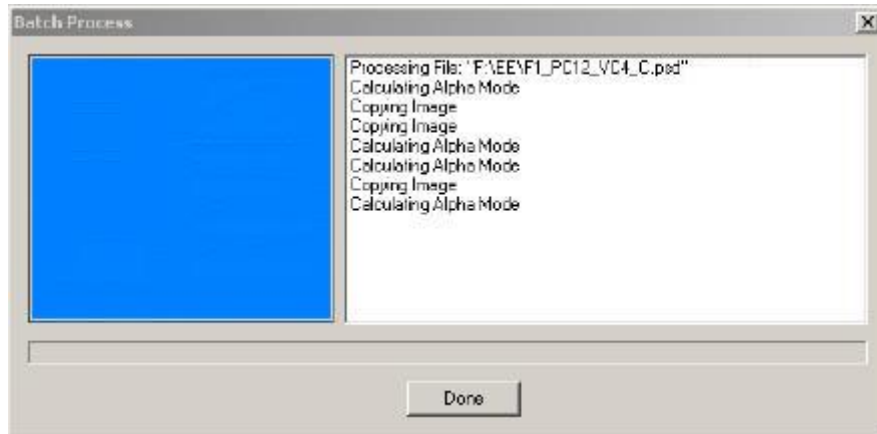 Batch Process
Processing File: "F:\EE\F1_PC12_VC4_C.psd"
Calculating Alpha Mode
Copying Image
Copying Image
Calculating Alpha Mode
Calculating Alpha Mode
Copying Image
Calculating Alpha Mode
Done